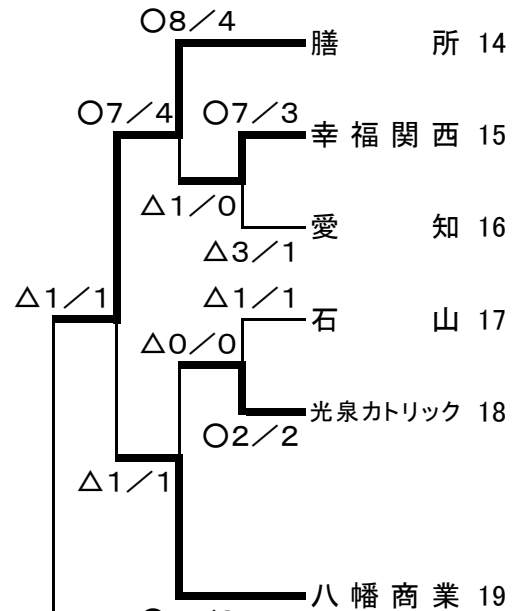 ○8／4
膳所 14
○7／4 ○7／3
幸福関西 15
△1／0
愛知 16
△3／1
△1／1 △1／1
石山 17
△0／0
光泉カトリック 18
○2／2
△1／1
八幡商業 19